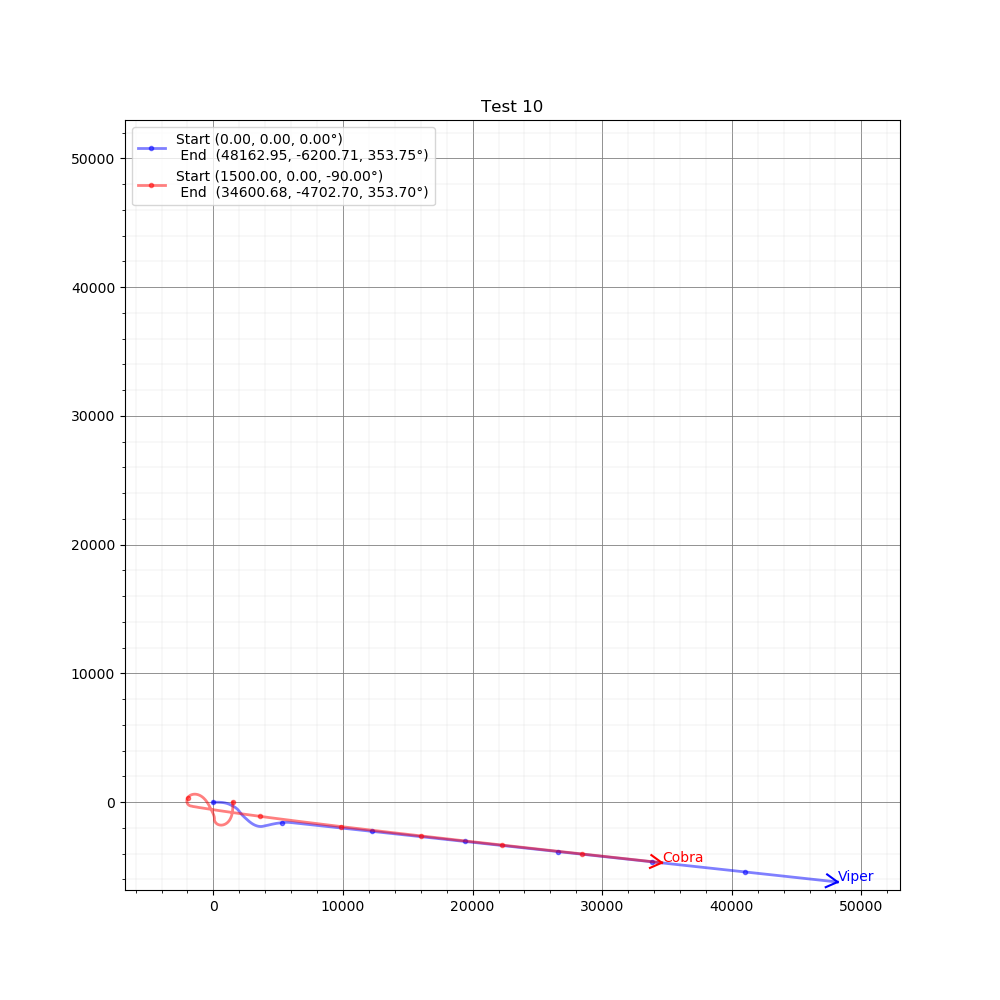 Test 10
Start (0.00, 0.00, 0.00°)
End (48162.95, -6200.71, 353.75°)
Start (1500.00, 0.00, -90.00°)
End (34600.68, -4702.70, 353.70°)
50000
40000
30000
20000
10000
0
Cobra
Viper
0 10000 20000 30000 40000 50000